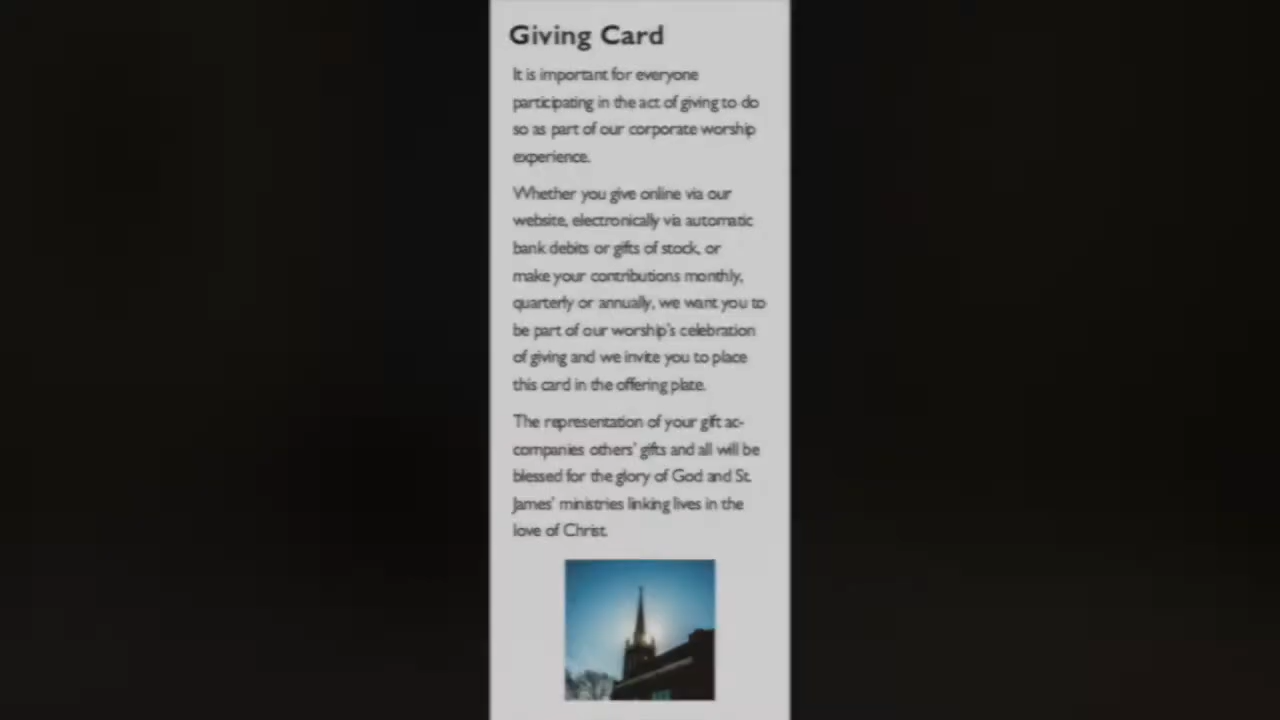 Giving Card
It is important for everyone
participating in the act of giving to do
so as part of our corporate worship
experience.
Whether you give online via our
website, electronically via automatic
bank debits or gifts of stock, or
make your contributions monthly,
quarterly or annually, we want you to
be part of our worship's celebration
of giving and we invite you to place
this card in the offering plate.
The representation of your gift ac-
companies others' gifts and all will be
blessed for the glory of God and St.
James' ministries linking lives in the
love of Christ.